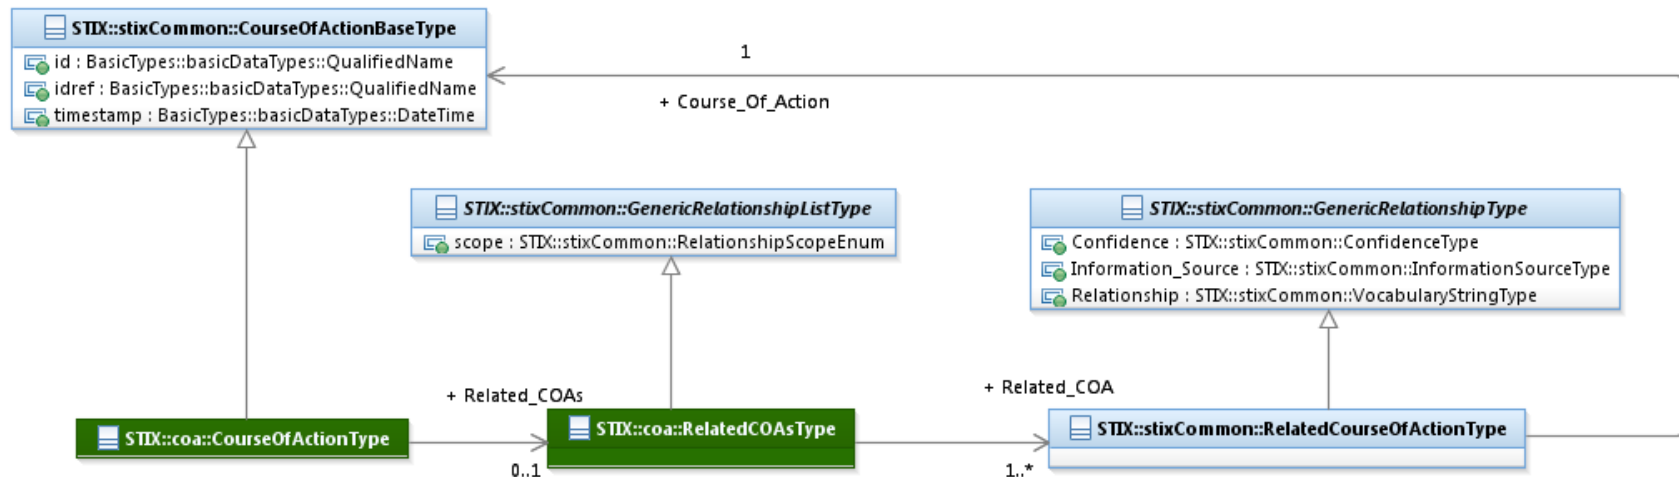 STIX::stixCommon::CourseOfActionBaseType
id : BasicTypes::basicDataTypes::QualifiedName
idref : BasicTypes::basicDataTypes::QualifiedName
timestamp : BasicTypes::basicDataTypes::DateTime
1
+ Course_Of_Action
STIX::stixCommon::GenericRelationshipListType
scope : STIX::stixCommon::RelationshipScopeEnum
STIX::stixCommon::GenericRelationshipType
Confidence : STIX::stixCommon::ConfidenceType
Information_Source : STIX::stixCommon::InformationSourceType
Relationship : STIX::stixCommon::VocabularyStringType
+ Related_COAs
+ Related_COA
STIX::coa::CourseOfActionType
STIX::coa::RelatedCOAsType
STIX::stixCommon::RelatedCourseOfActionType
0..1
1..*